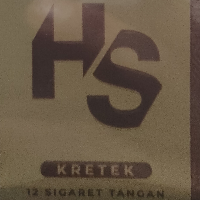 HS
KRETEK
12 SIGARET TANGAN